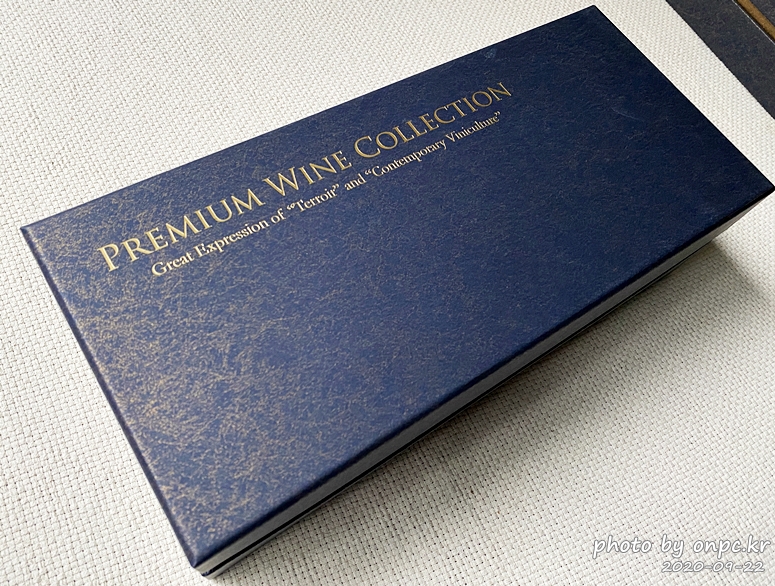 PREMIUM WINE COLLECTION
Great Expression of “Terroir” and “Contemporary Viniculture”
photo by onpc.kr
2020-09-22